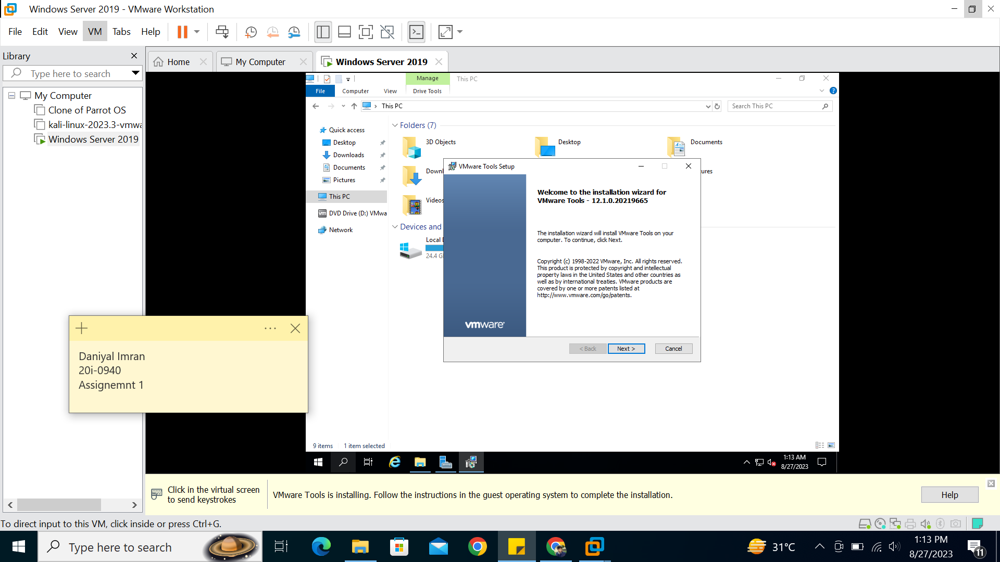 Windows Server 2019 - VMware Workstation
File Edit View VM Tabs Help
Library
Type here to search
My Computer
Clone of Parrot OS
kali-linux-2023.3-vmwa
Windows Server 2019
Home
My Computer
Windows Server 2019
Manage
This PC
File
Computer
View
Drive Tools
This PC
Search This PC
Quick access
Desktop
Downloads
Documents
Pictures
This PC
DVD Drive (D:) VMwa
Network
Folders (7)
3D Objects
Desktop
Documents
Downl
ures
Videos
Devices and
Local
24.4 G
VMware Tools Setup
Welcome to the installation wizard for
VMware Tools - 12.1.0.20219665
The installation wizard will install VMware Tools on your
computer. To continue, click Next.
Copyright (c) 1998-2022 VMware, Inc. All rights reserved.
This product is protected by copyright and intellectual
property laws in the United States and other countries as
well as by international treaties. VMware products are
covered by one or more patents listed at
http://www.vmware.com/go/patents.
vmware
< Back
Next >
Cancel
9 items
1 item selected
1:13 AM
8/27/2023
Daniyal Imran
20i-0940
Assignemnt 1
Click in the virtual screen
to send keystrokes
VMware Tools is installing. Follow the instructions in the guest operating system to complete the installation.
Help
To direct input to this VM, click inside or press Ctrl+G.
Type here to search
31°C
1:13 PM
8/27/2023
11